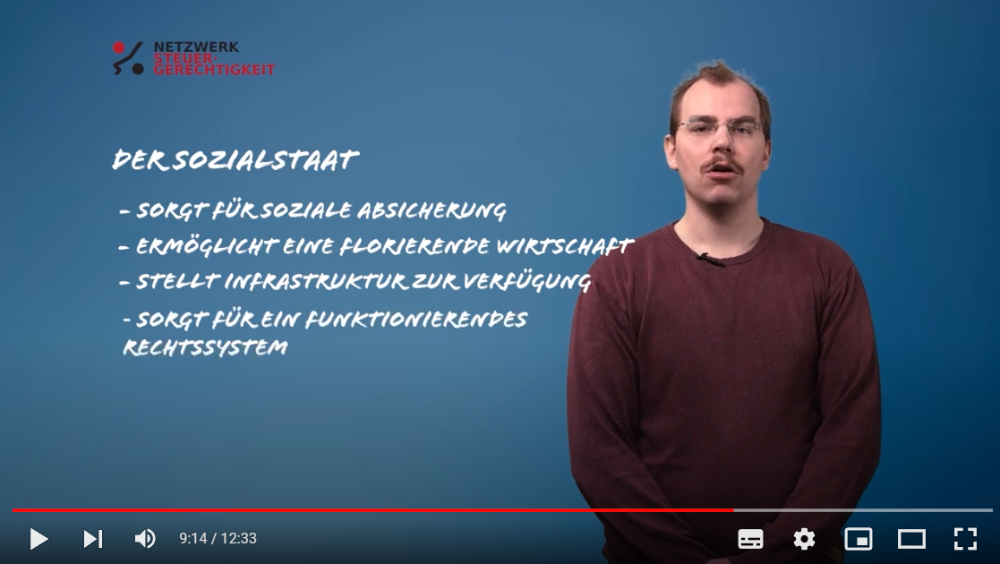 NETZWERK
STEUER-
GERECHTIGKEIT
DER SOZIALSTAAT
- SORGT FÜR SOZIALE ABSICHERUNG
- ERMÖGLICHT EINE FLORIERENDE WIRTSCHAFT
- STELLT INFRASTRUKTUR ZUR VERFÜGUNG
- SORGT FÜR EIN FUNKTIONIERENDES
RECHTSSYSTEM
9:14 / 12:33